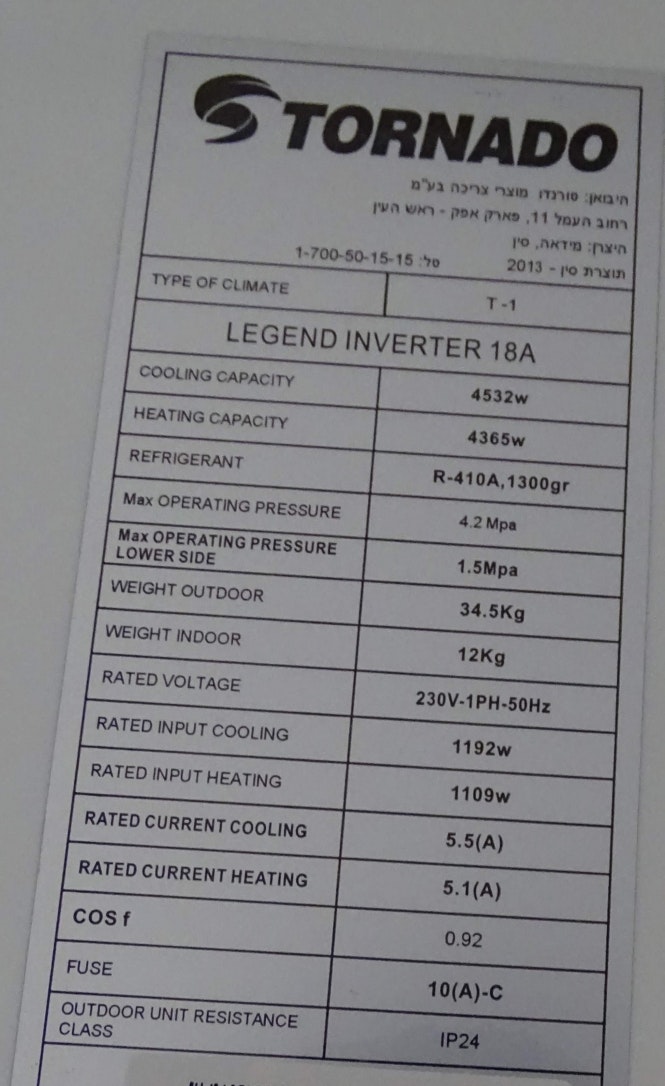 TORNADO
היבואן: טורנדו מוצרי צריכה בע"מ
רחוב העמל 11, פארק אפק - ראש העין
היצרן: מידאה, סין
תוצרת סין - 2013 טל: 1-700-50-15-15
TYPE OF CLIMATE T-1
LEGEND INVERTER 18A
COOLING CAPACITY 4532w
HEATING CAPACITY 4365w
REFRIGERANT R-410A,1300gr
Max OPERATING PRESSURE 4.2 Mpa
Max OPERATING PRESSURE
LOWER SIDE 1.5Mpa
WEIGHT OUTDOOR 34.5Kg
WEIGHT INDOOR 12Kg
RATED VOLTAGE 230V-1PH-50Hz
RATED INPUT COOLING 1192w
RATED INPUT HEATING 1109w
RATED CURRENT COOLING 5.5(A)
RATED CURRENT HEATING 5.1(A)
COS f 0.92
FUSE 10(A)-C
OUTDOOR UNIT RESISTANCE
CLASS IP24